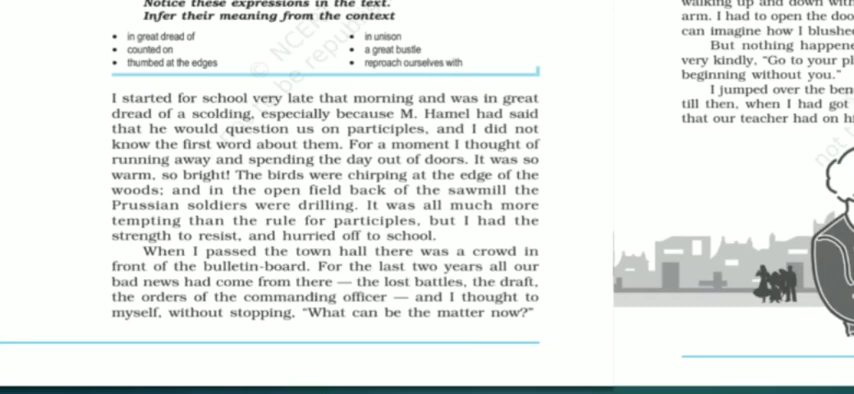 Notice these expressions in the text.
Infer their meaning from the context
• in great dread of
• counted on
• thumbed at the edges
• in unison
• a great bustle
• reproach ourselves with
I started for school very late that morning and was in great
dread of a scolding, especially because M. Hamel had said
that he would question us on participles, and I did not
know the first word about them. For a moment I thought of
running away and spending the day out of doors. It was so
warm, so bright! The birds were chirping at the edge of the
woods; and in the open field back of the sawmill the
Prussian soldiers were drilling. It was all much more
tempting than the rule for participles, but I had the
strength to resist, and hurried off to school.
When I passed the town hall there was a crowd in
front of the bulletin-board. For the last two years all our
bad news had come from there — the lost battles, the draft,
the orders of the commanding officer — and I thought to
myself, without stopping, “What can be the matter now?”
walking up and down with
arm. I had to open the doo
can imagine how I blushe
But nothing happene
very kindly, “Go to your pl
beginning without you.”
I jumped over the ben
till then, when I had got
that our teacher had on hi
© NCE
be repu
not t